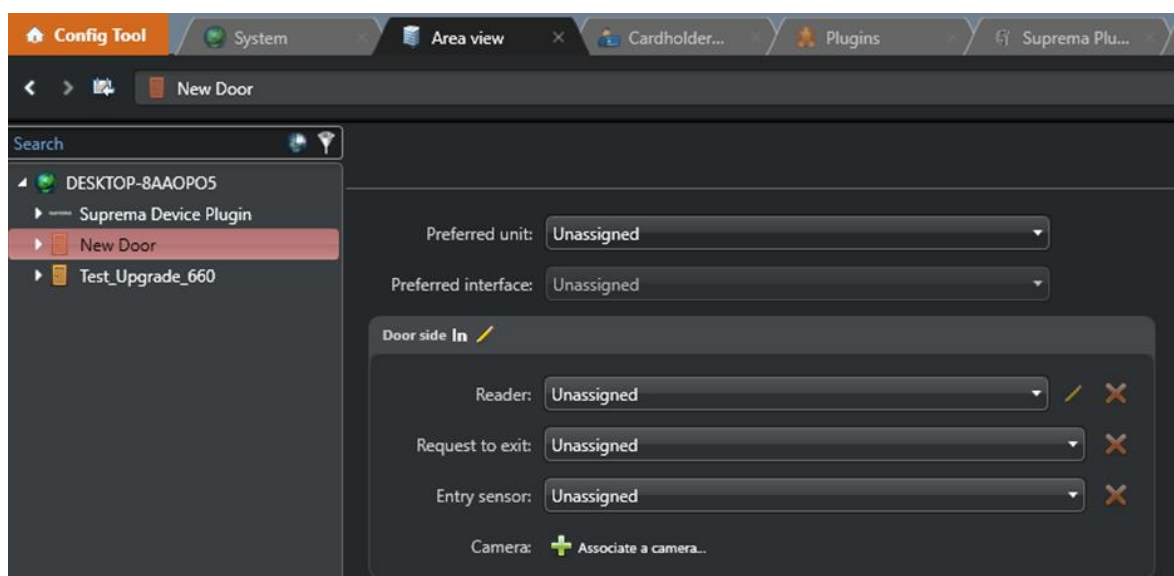 Config Tool System Area view Cardholder... Plugins Suprema Plu...
New Door
Search
DESKTOP-8AAOPO5
Suprema Device Plugin
New Door
Test_Upgrade_660
Preferred unit: Unassigned
Preferred interface: Unassigned
Door side In
Reader: Unassigned
Request to exit: Unassigned
Entry sensor: Unassigned
Camera: Associate a camera...